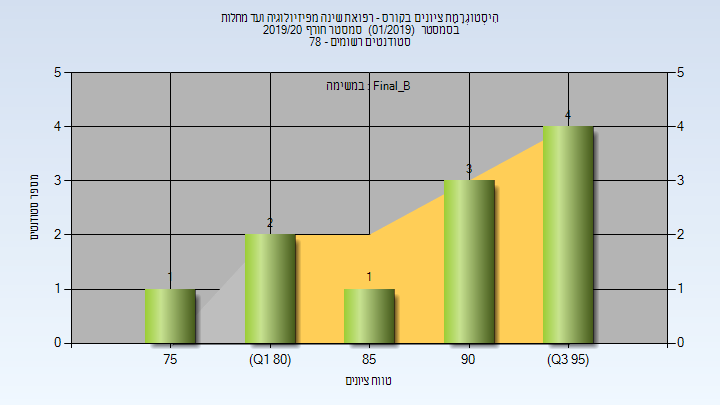 הִיסְטוֹגְרָמַת ציונים בקורס - רפואת שינה מפיזיולוגיה ועד מחלות
בסמסטר (01/2019) סמסטר חורף 2019/20
סטודנטים רשומים - 78
במשימה : Final_B
5 5
4 4
3 3
2 2
1 1
0 0
1 2 1 3 4
מספר סטודנטים
75 (Q1 80) 85 90 (Q3 95)
טווח ציונים